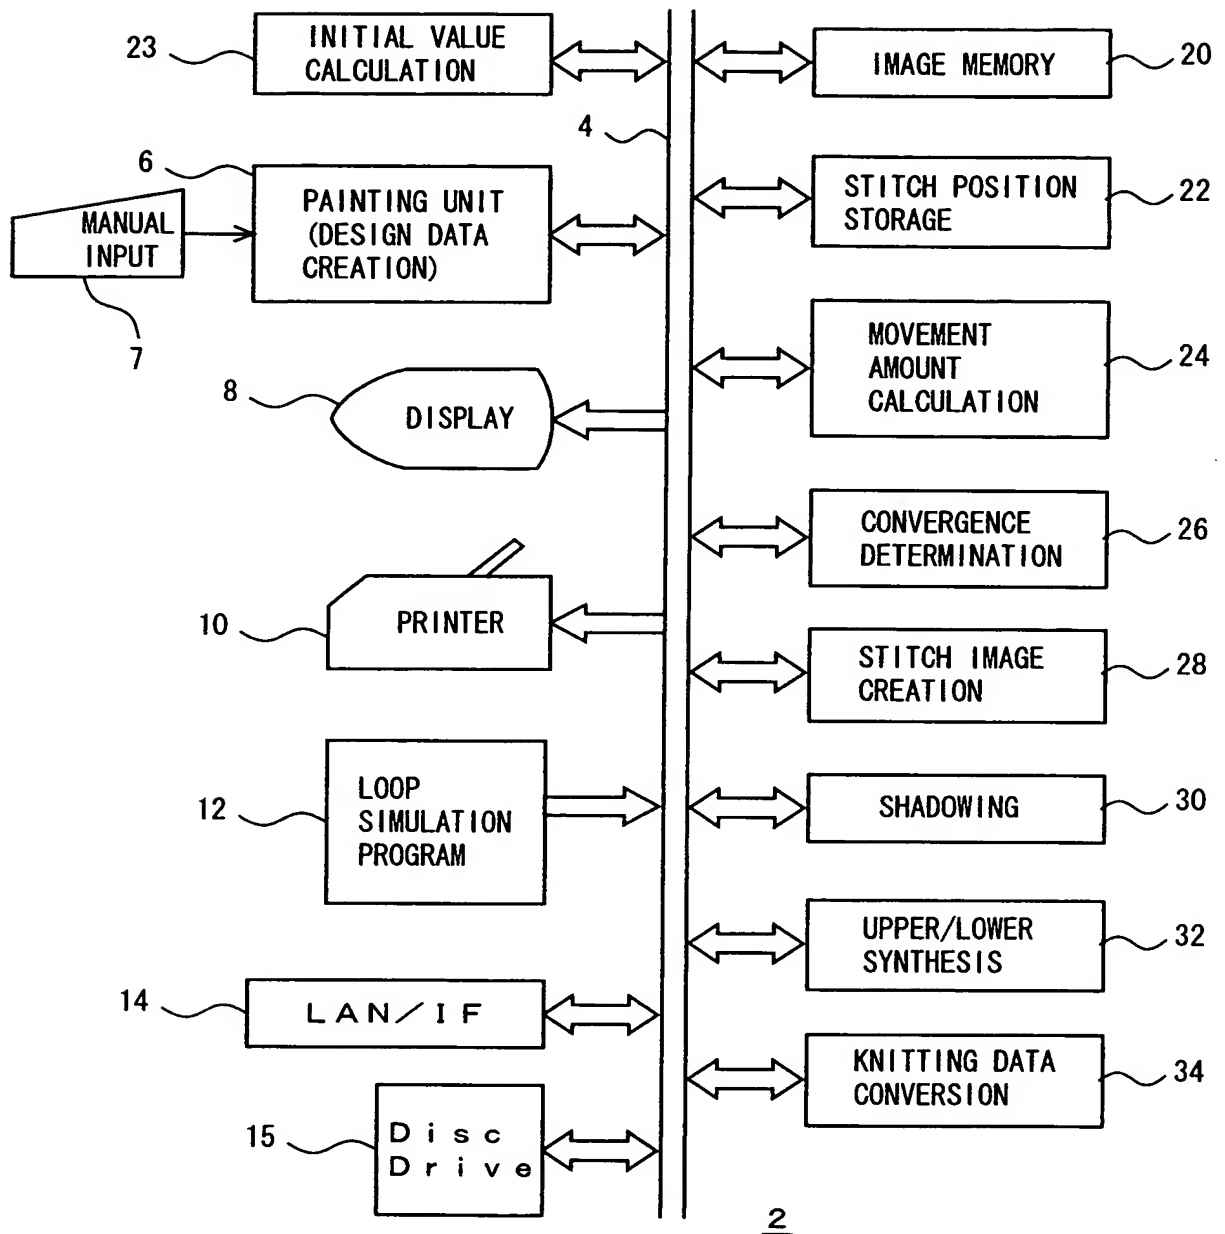 23
INITIAL VALUE
CALCULATION
IMAGE MEMORY
20
4
6
MANUAL
INPUT
7
PAINTING UNIT
(DESIGN DATA
CREATION)
STITCH POSITION
STORAGE
22
8
DISPLAY
MOVEMENT
AMOUNT
CALCULATION
24
CONVERGENCE
DETERMINATION
26
10
PRINTER
STITCH IMAGE
CREATION
28
12
LOOP
SIMULATION
PROGRAM
SHADOWING
30
UPPER/LOWER
SYNTHESIS
32
14
LAN/IF
KNITTING DATA
CONVERSION
34
15
Disc
Drive
2